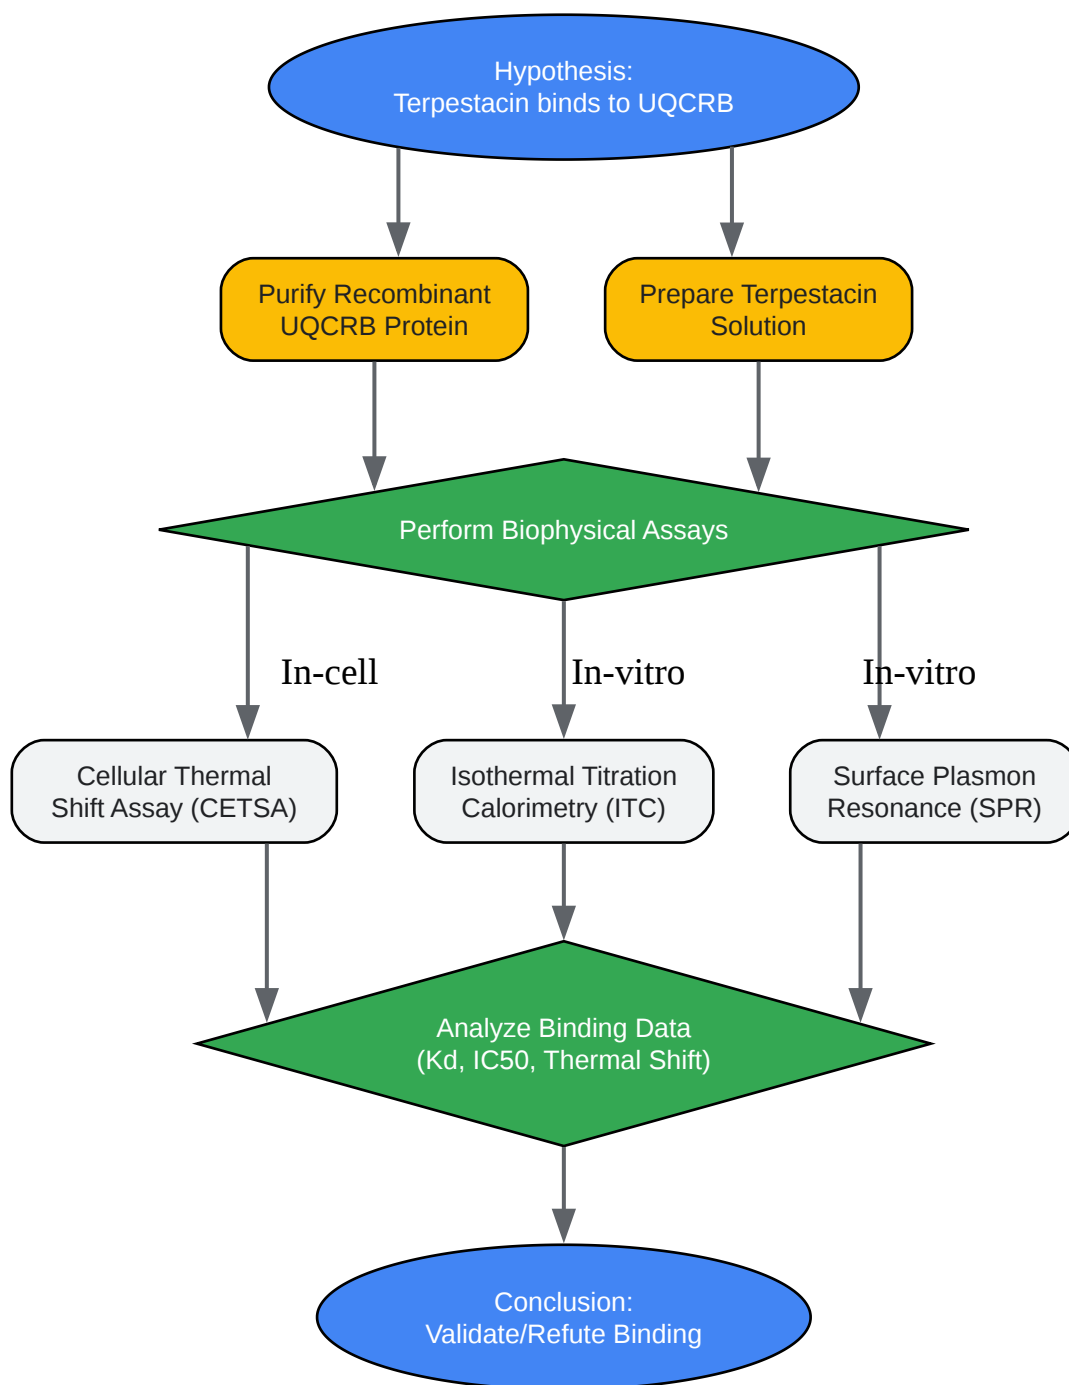 Hypothesis:
Terpestacin binds to UQCRB
Purify Recombinant
UQCRB Protein
Prepare Terpestacin
Solution
Perform Biophysical Assays
In-cell
In-vitro
In-vitro
Cellular Thermal
Shift Assay (CETSA)
Isothermal Titration
Calorimetry (ITC)
Surface Plasmon
Resonance (SPR)
Analyze Binding Data
(Kd, IC50, Thermal Shift)
Conclusion:
Validate/Refute Binding